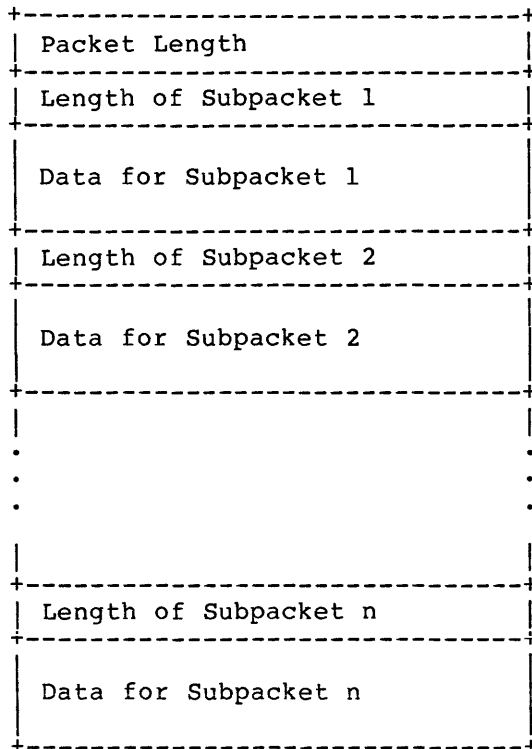 Packet Length
Length of Subpacket 1
Data for Subpacket 1
Length of Subpacket 2
Data for Subpacket 2
.
.
.
Length of Subpacket n
Data for Subpacket n